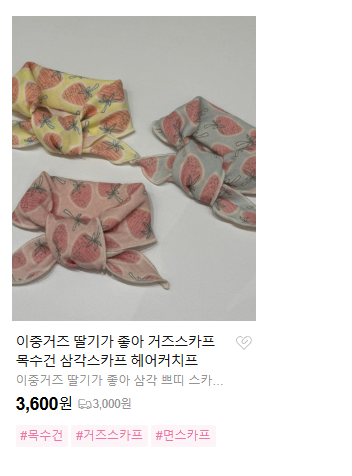 이중거즈 딸기가 좋아 거즈스카프
목수건 삼각스카프 헤어커치프
이중거즈 딸기가 좋아 삼각 쁘띠 스카...
3,600원 3,000원
#목수건 #거즈스카프 #면스카프